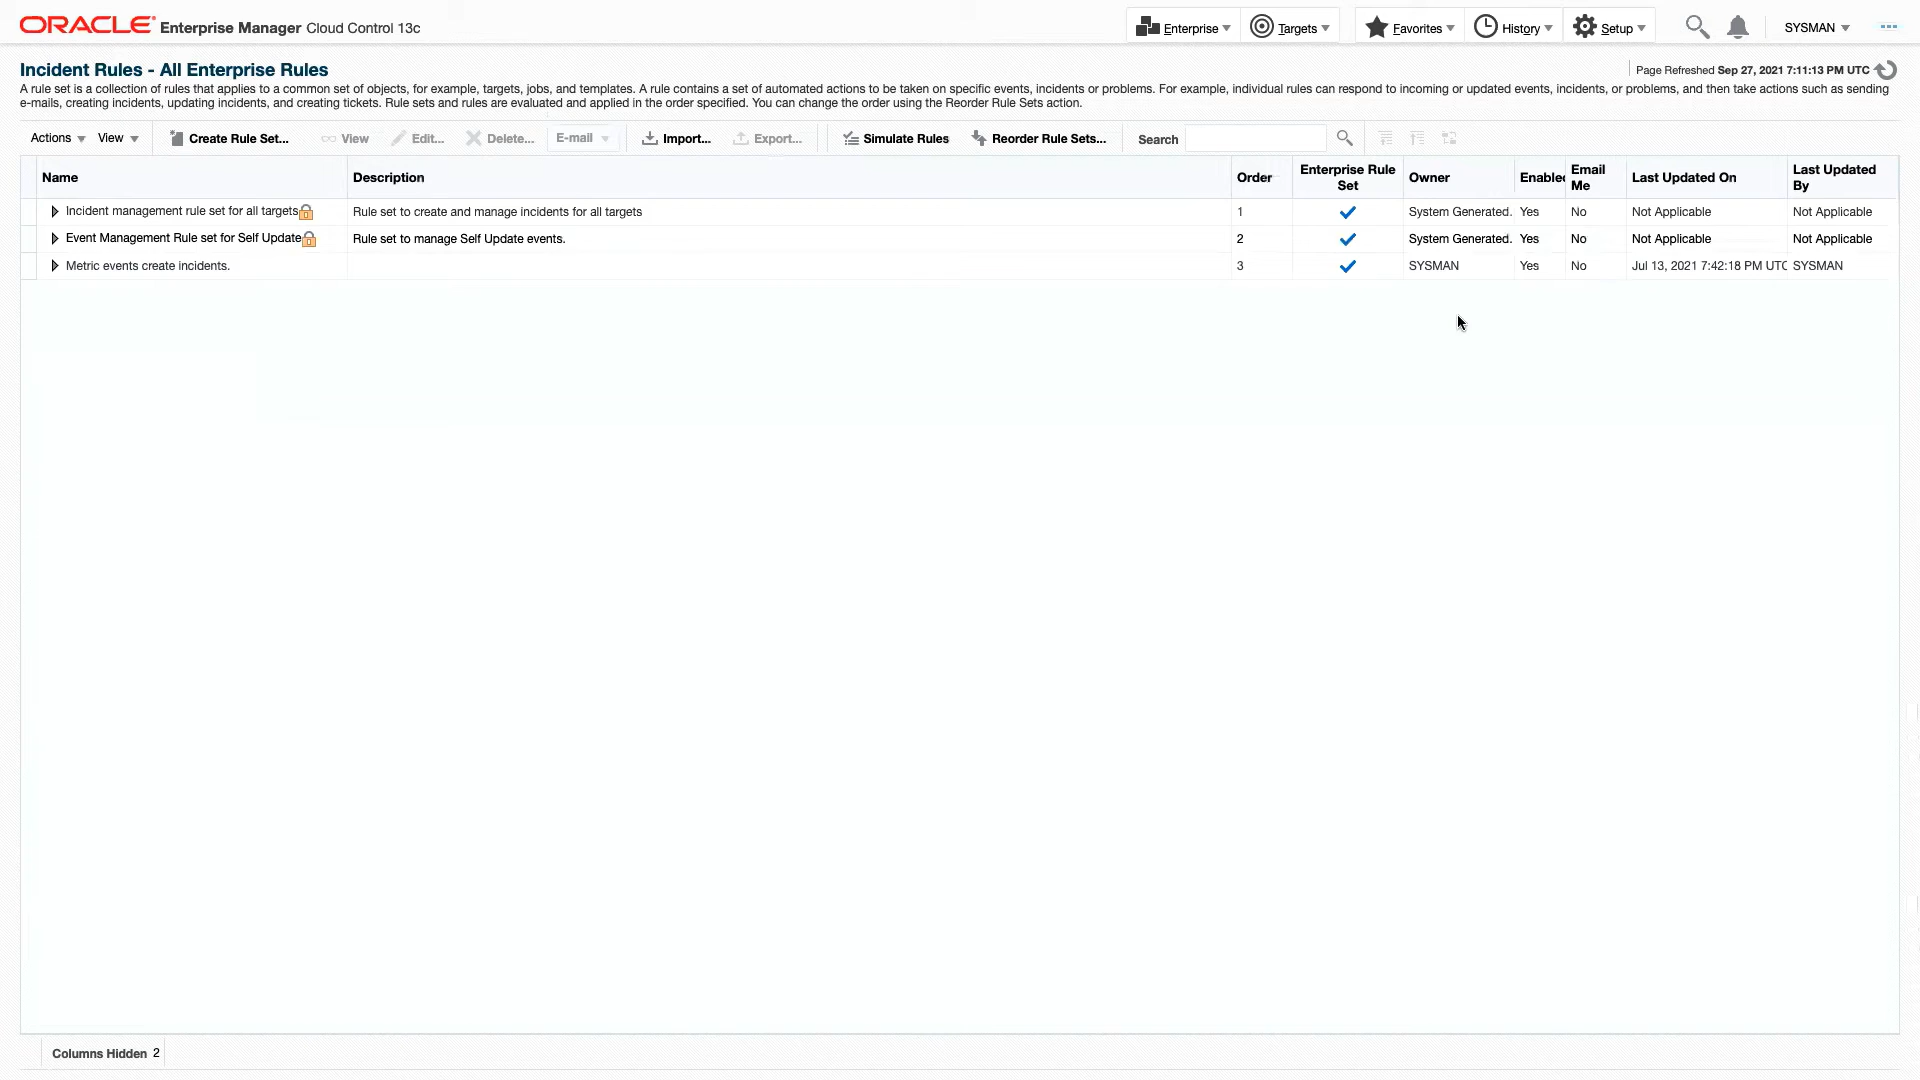 ORACLE Enterprise Manager Cloud Control 13c
Enterprise Targets Favorites History Setup SYSMAN
Incident Rules - All Enterprise Rules
Page Refreshed Sep 27, 2021 7:11:13 PM UTC
A rule set is a collection of rules that applies to a common set of objects, for example, targets, jobs, and templates. A rule contains a set of automated actions to be taken on specific events, incidents or problems. For example, individual rules can respond to incoming or updated events, incidents, or problems, and then take actions such as sending
e-mails, creating incidents, updating incidents, and creating tickets. Rule sets and rules are evaluated and applied in the order specified. You can change the order using the Reorder Rule Sets action.
Actions View Create Rule Set... View Edit... Delete... E-mail Import... Export... Simulate Rules Reorder Rule Sets... Search
Name Description Order Enterprise Rule Set Owner Enabled Email Me Last Updated On Last Updated By
Incident management rule set for all targets Rule set to create and manage incidents for all targets 1 System Generated. Yes No Not Applicable Not Applicable
Event Management Rule set for Self Update Rule set to manage Self Update events. 2 System Generated. Yes No Not Applicable Not Applicable
Metric events create incidents. 3 SYSMAN Yes No Jul 13, 2021 7:42:18 PM UTC SYSMAN
Columns Hidden 2